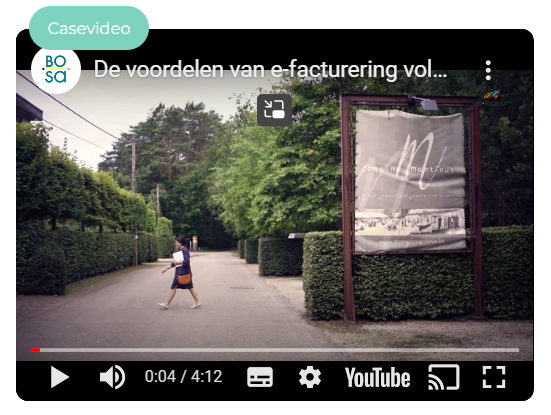 Casevideo
BO
SA
De voordelen van e-facturering vol...
M
0:04 / 4:12
YouTube